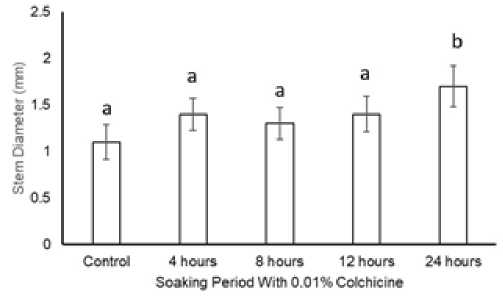 Stem Diameter (mm)
2.5
2
1.5
1
0.5
0
a
a
a
a
b
Control 4 hours 8 hours 12 hours 24 hours
Soaking Period With 0.01% Colchicine